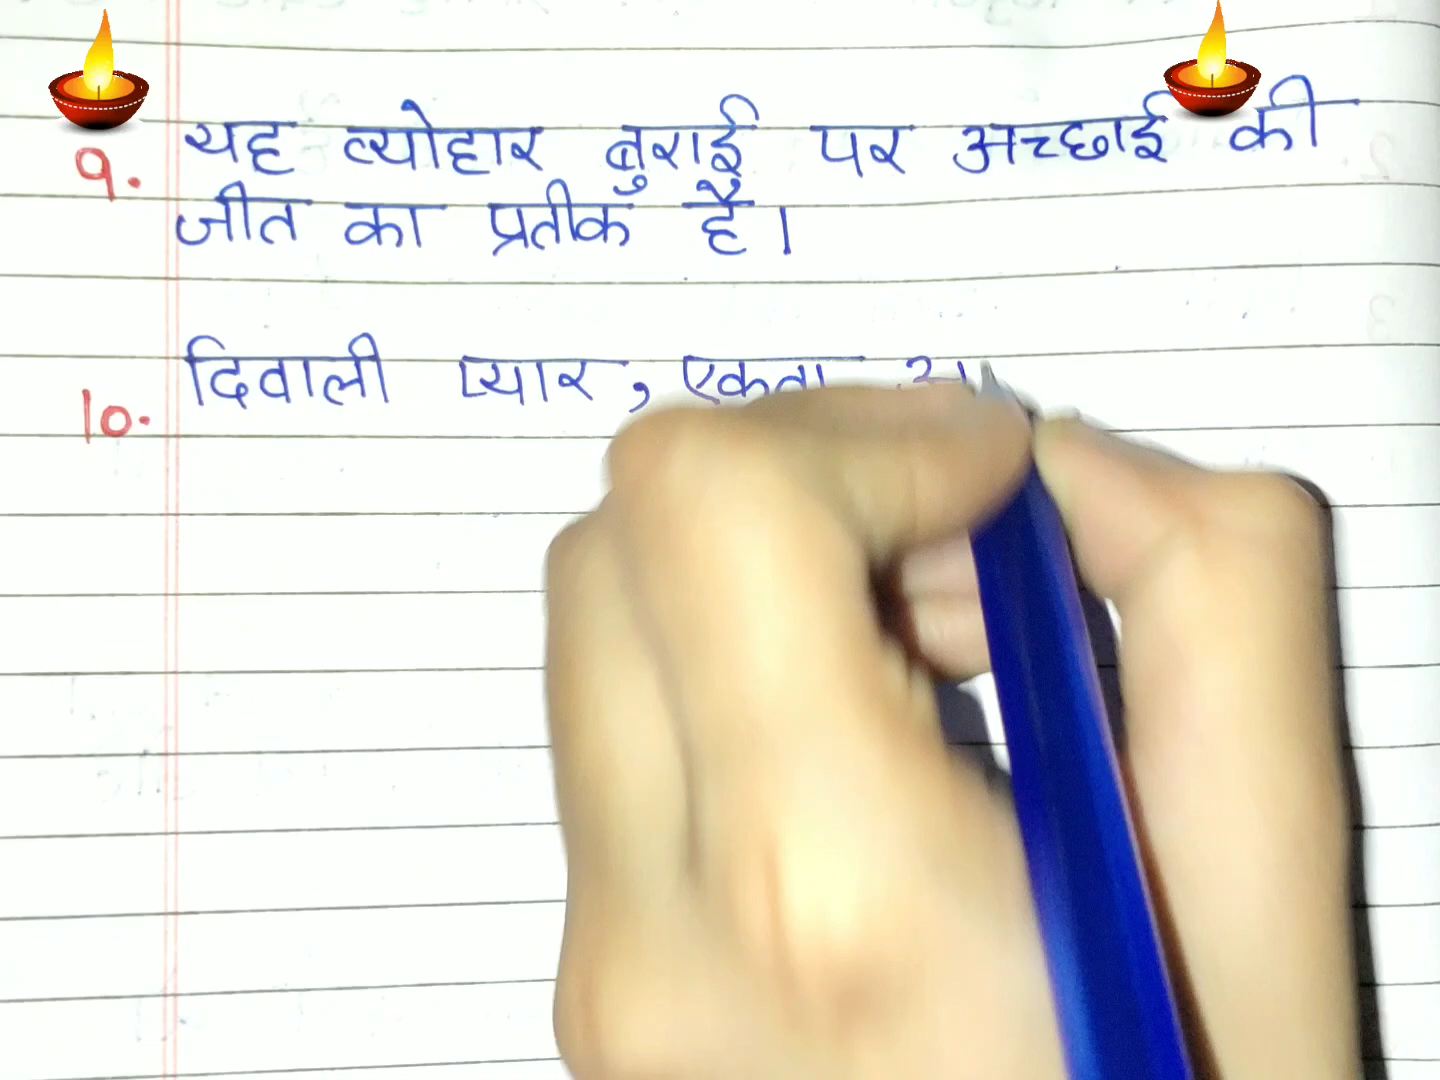 9. यह त्योहार बुराई पर अच्छाई की
जीत का प्रतीक है।
10. दिवाली प्यार, एकता